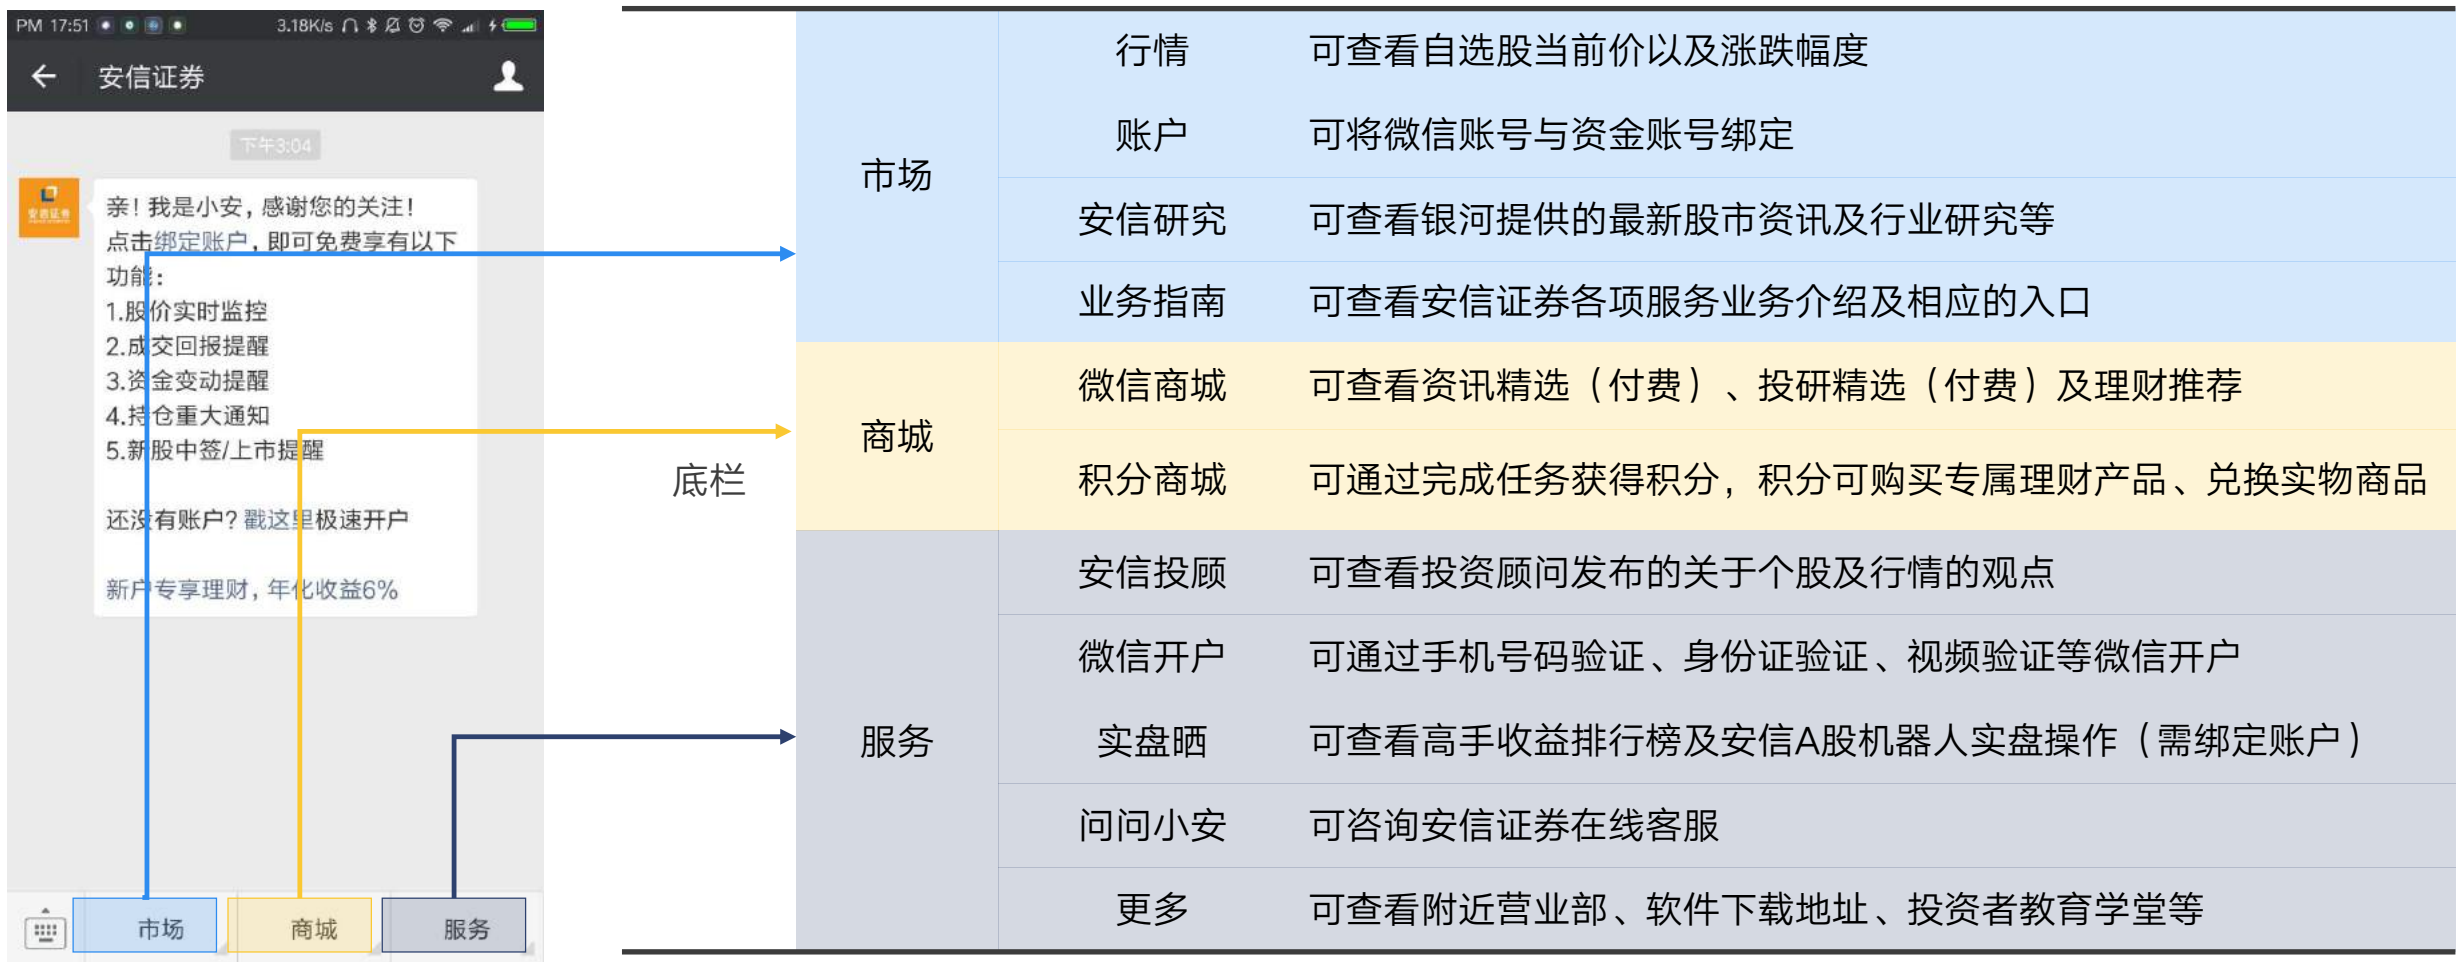 PM 17:51
3.18K/s
安信证券
下午3:04
安信证券
亲！我是小安，感谢您的关注！
点击绑定账户，即可免费享有以下
功能：
1.股价实时监控
2.成交回报提醒
3.资金变动提醒
4.持仓重大通知
5.新股中签/上市提醒
还没有账户？戳这里极速开户
新户专享理财，年化收益6%
市场
商城
服务
底栏
市场
行情 可查看自选股当前价以及涨跌幅度
账户 可将微信账号与资金账号绑定
安信研究 可查看银河提供的最新股市资讯及行业研究等
业务指南 可查看安信证券各项服务业务介绍及相应的入口
商城
微信商城 可查看资讯精选（付费）、投研精选（付费）及理财推荐
积分商城 可通过完成任务获得积分，积分可购买专属理财产品、兑换实物商品
服务
安信投顾 可查看投资顾问发布的关于个股及行情的观点
微信开户 可通过手机号码验证、身份证验证、视频验证等微信开户
实盘晒 可查看高手收益排行榜及安信A股机器人实盘操作（需绑定账户）
问问小安 可咨询安信证券在线客服
更多 可查看附近营业部、软件下载地址、投资者教育学堂等